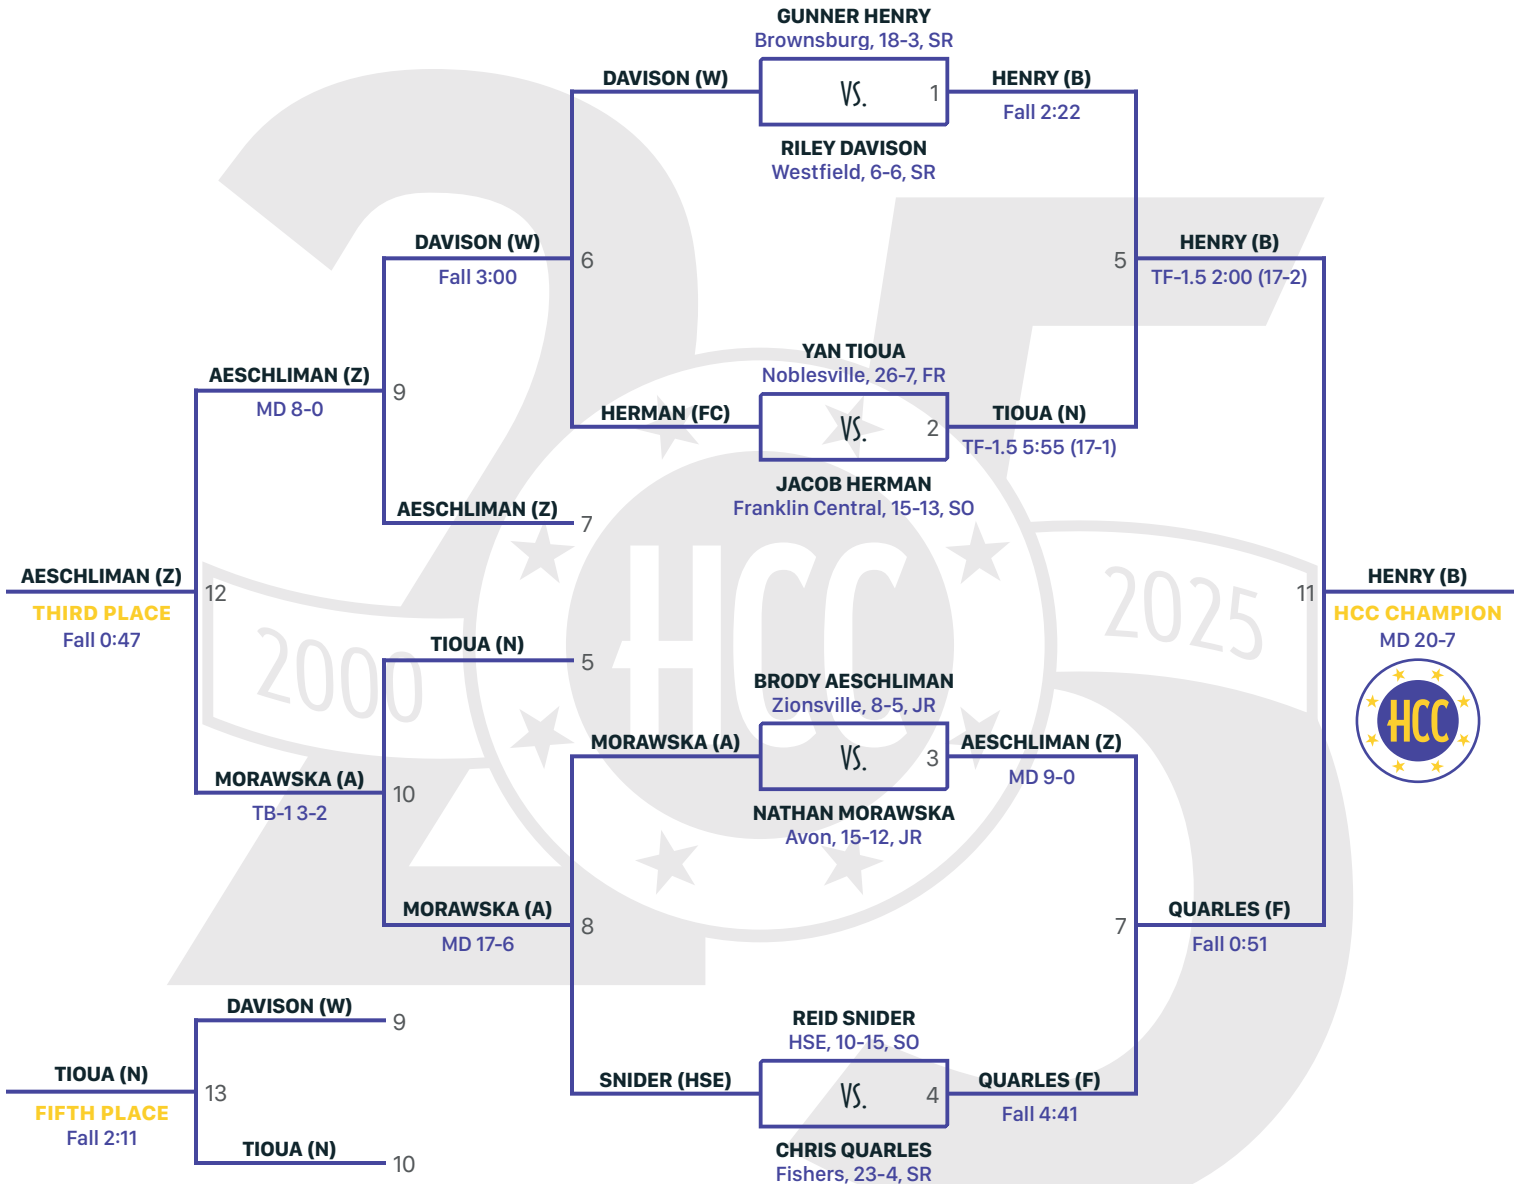 GUNNER HENRY
Brownsburg, 18-3, SR
DAVISON (W)
VS.
1
HENRY (B)
Fall 2:22
RILEY DAVISON
Westfield, 6-6, SR
DAVISON (W)
Fall 3:00
6
5
HENRY (B)
TF-1.5 2:00 (17-2)
YAN TIOUA
Noblesville, 26-7, FR
AESCHLIMAN (Z)
MD 8-0
9
HERMAN (FC)
VS.
2
TIOUA (N)
TF-1.5 5:55 (17-1)
JACOB HERMAN
Franklin Central, 15-13, SO
AESCHLIMAN (Z)
7
HCC
2000
2025
AESCHLIMAN (Z)
THIRD PLACE
Fall 0:47
12
11
HENRY (B)
HCC CHAMPION
MD 20-7
HCC
TIOUA (N)
5
BRODY AESCHLIMAN
Zionsville, 8-5, JR
MORAWSKA (A)
VS.
3
AESCHLIMAN (Z)
MD 9-0
MORAWSKA (A)
TB-1 3-2
10
NATHAN MORAWSKA
Avon, 15-12, JR
MORAWSKA (A)
MD 17-6
8
7
QUARLES (F)
Fall 0:51
DAVISON (W)
9
REID SNIDER
HSE, 10-15, SO
TIOUA (N)
FIFTH PLACE
Fall 2:11
13
SNIDER (HSE)
VS.
4
QUARLES (F)
Fall 4:41
TIOUA (N)
10
CHRIS QUARLES
Fishers, 23-4, SR
25